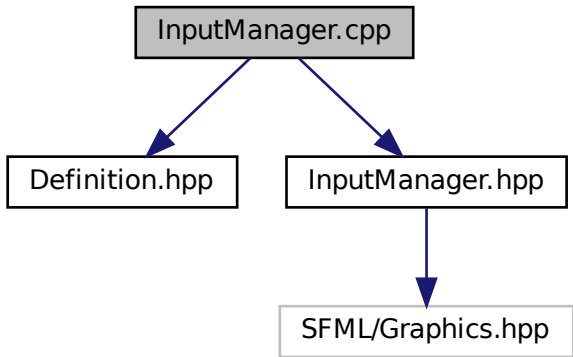 InputManager.cpp
Definition.hpp
InputManager.hpp
SFML/Graphics.hpp